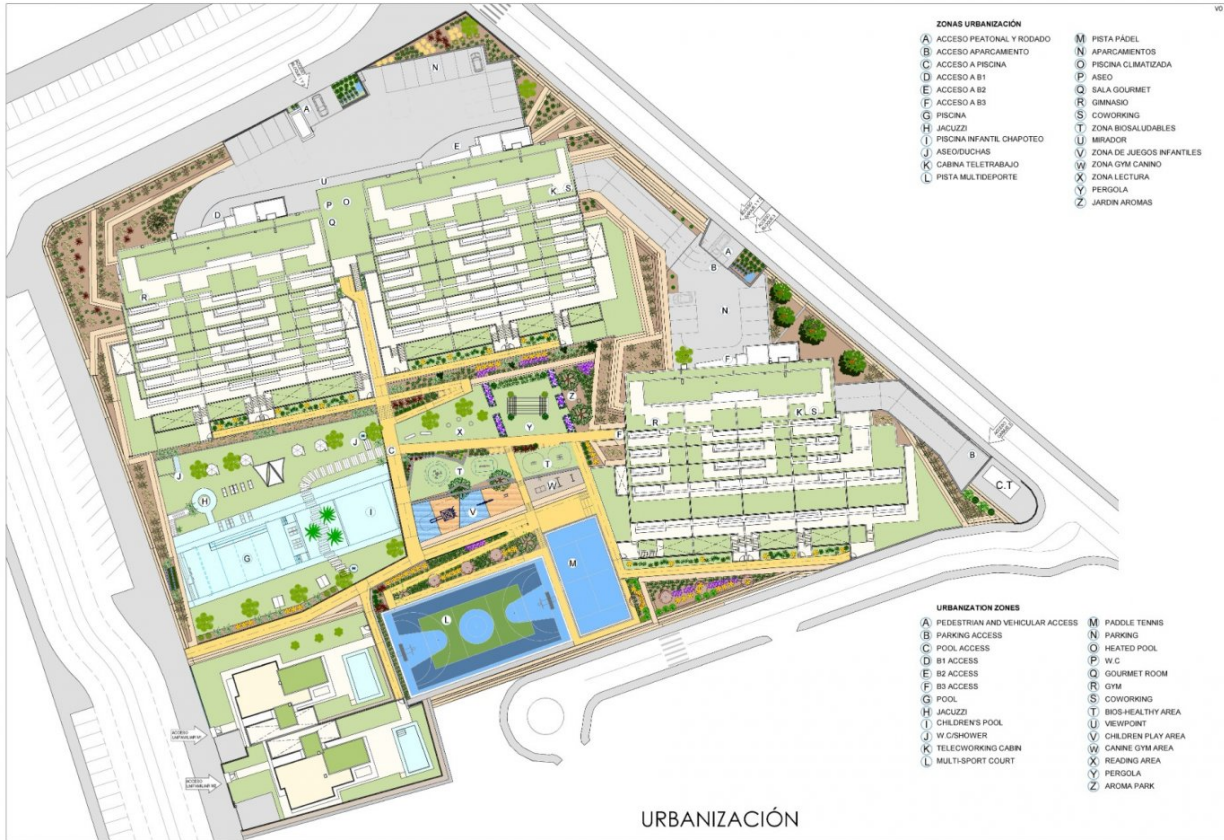 V0
ZONAS URBANIZACIÓN
A ACCESO PEATONAL Y RODADO
B ACCESO APARCAMIENTO
C ACCESO A PISCINA
D ACCESO A B1
E ACCESO A B2
F ACCESO A B3
G PISCINA
H JACUZZI
I PISCINA INFANTIL CHAPOTEO
J ASEO/DUCHAS
K CABINA TELETRABAJO
L PISTA MULTIDEPORTE
M PISTA PÁDEL
N APARCAMIENTOS
O PISCINA CLIMATIZADA
P ASEO
Q SALA GOURMET
R GIMNASIO
S COWORKING
T ZONA BIOSALUDABLES
U MIRADOR
V ZONA DE JUEGOS INFANTILES
W ZONA GYM CANINO
X ZONA LECTURA
Y PERGOLA
Z JARDIN AROMAS
N
A
E
U
D
P
O
Q
K S
R
A
B
N
F
Z
X
Y
K S
R
F
J
C
J
T
T
W
H
I
V
G
M
L
B
C.T
URBANIZATION ZONES
A PEDESTRIAN AND VEHICULAR ACCESS
B PARKING ACCESS
C POOL ACCESS
D B1 ACCESS
E B2 ACCESS
F B3 ACCESS
G POOL
H JACUZZI
I CHILDREN'S POOL
J W.C/SHOWER
K TELECWORKING CABIN
L MULTI-SPORT COURT
M PADDLE TENNIS
N PARKING
O HEATED POOL
P W.C
Q GOURMET ROOM
R GYM
S COWORKING
T BIOS-HEALTHY AREA
U VIEWPOINT
V CHILDREN PLAY AREA
W CANINE GYM AREA
X READING AREA
Y PERGOLA
Z AROMA PARK
ACCESO
ACCESO
URBANIZACIÓN